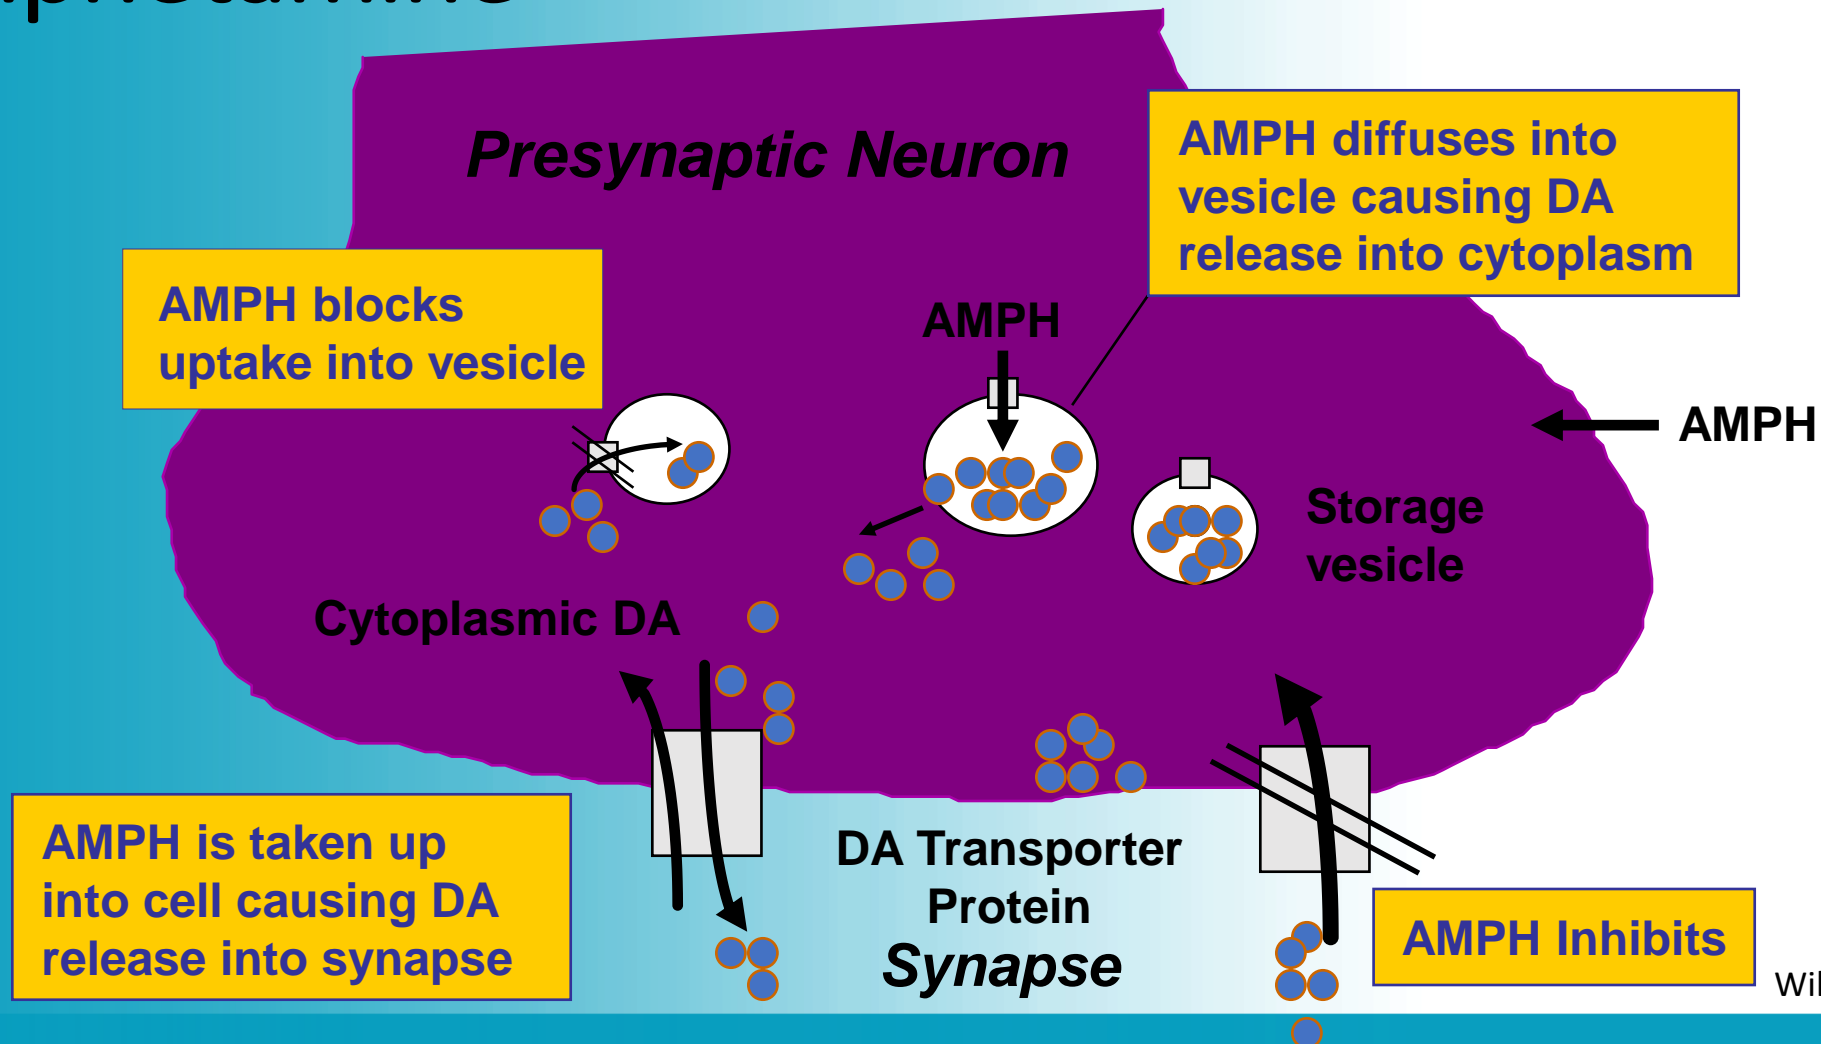 Presynaptic Neuron
AMPH diffuses into
vesicle causing DA
release into cytoplasm
AMPH blocks
uptake into vesicle
AMPH
AMPH
Storage
vesicle
Cytoplasmic DA
AMPH is taken up
into cell causing DA
release into synapse
DA Transporter
Protein
Synapse
AMPH Inhibits